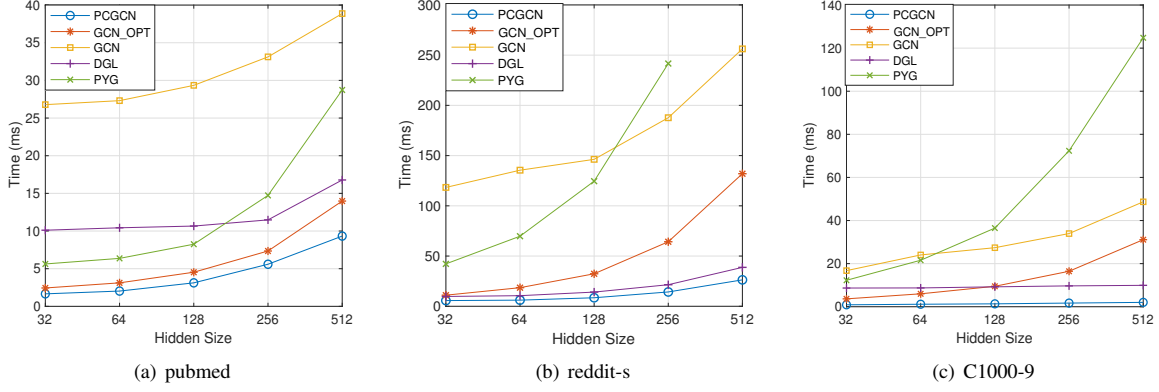 40
35
30
25
20
15
10
5
0
Time (ms)
PCGCN
GCN_OPT
GCN
DGL
PYG
32 64 128 256 512
Hidden Size
(a) pubmed
300
250
200
150
100
50
0
Time (ms)
PCGCN
GCN_OPT
GCN
DGL
PYG
32 64 128 256 512
Hidden Size
(b) reddit-s
140
120
100
80
60
40
20
0
Time (ms)
PCGCN
GCN_OPT
GCN
DGL
PYG
32 64 128 256 512
Hidden Size
(c) C1000-9